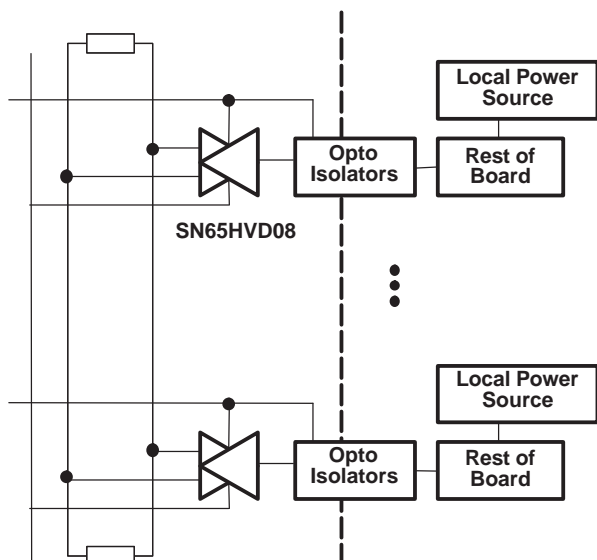 Local Power
Source
Opto
Isolators
Rest of
Board
SN65HVD08
Local Power
Source
Opto
Isolators
Rest of
Board